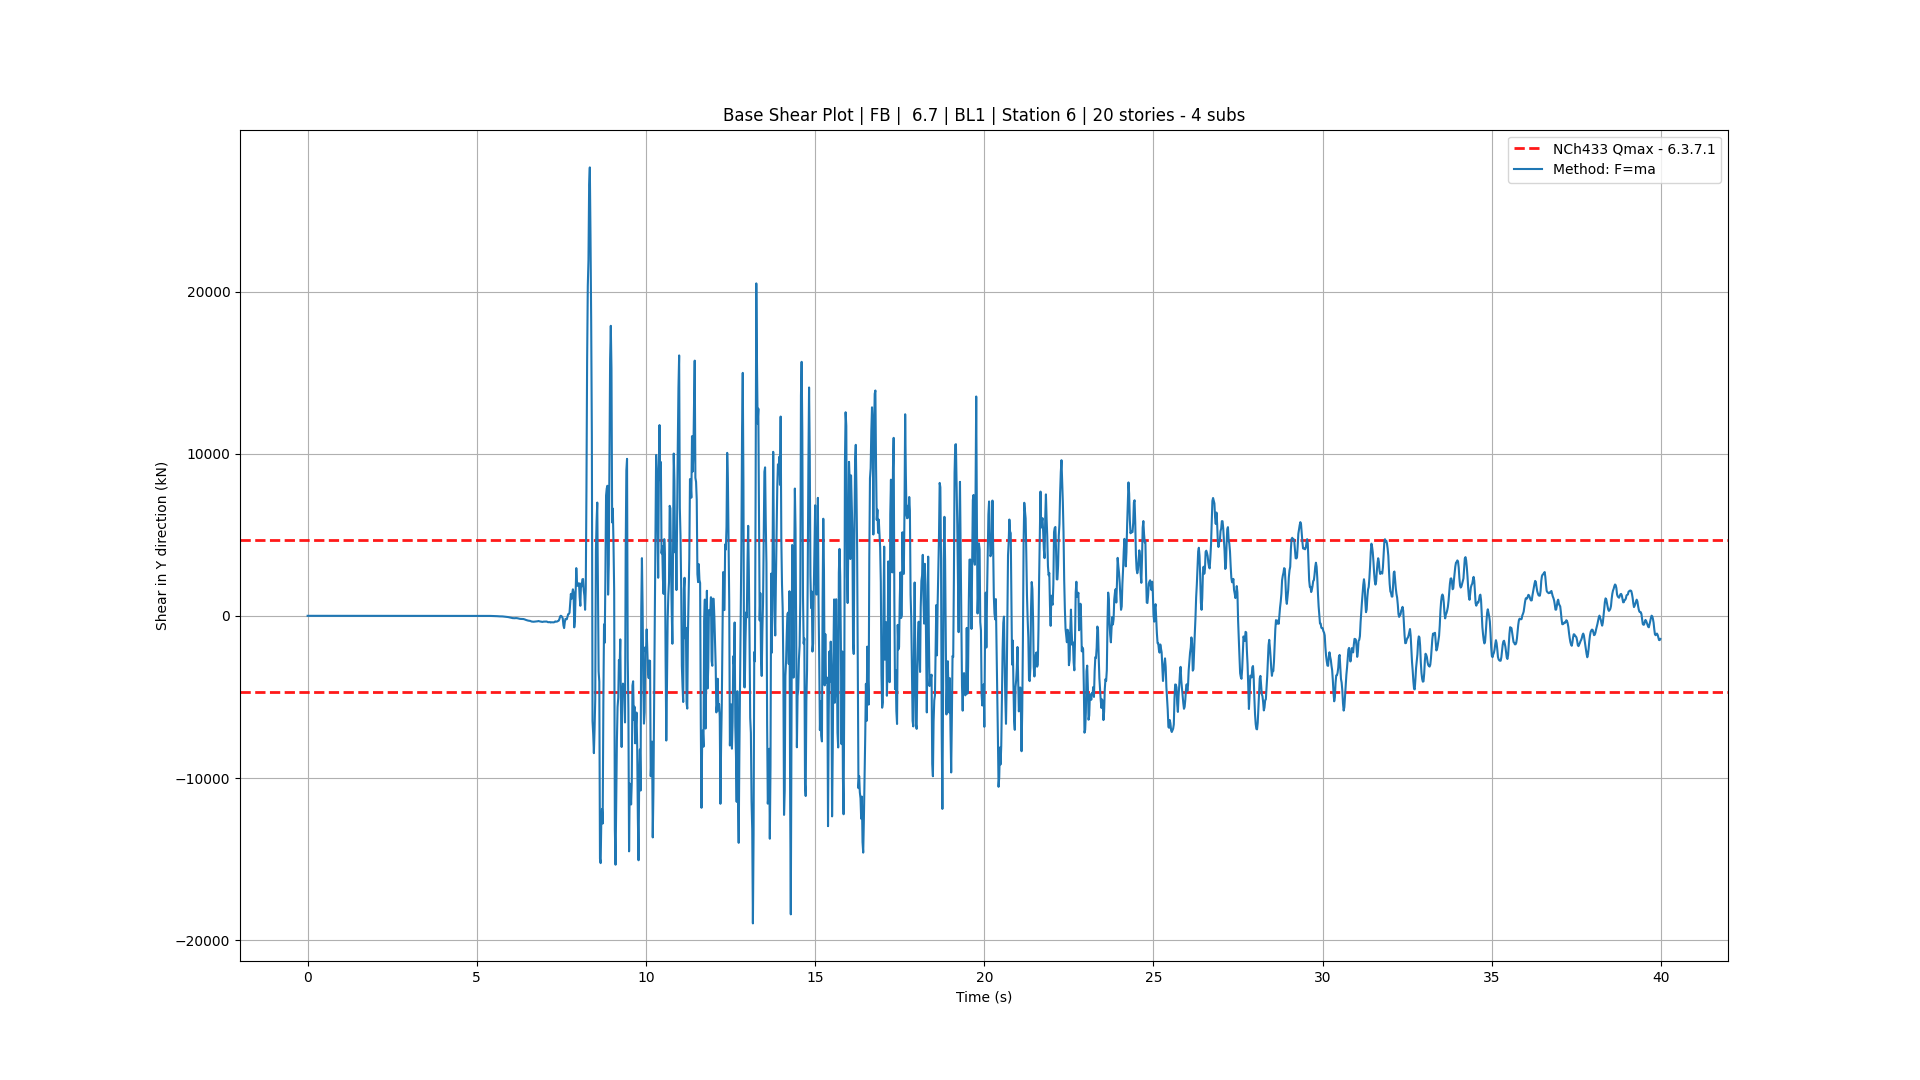 Base Shear Plot | FB |  6.7 | BL1 | Station 6 | 20 stories - 4 subs
NCh433 Qmax - 6.3.7.1
Method: F=ma
Shear in Y direction (kN)
20000
10000
0
−10000
−20000
0 5 10 15 20 25 30 35 40
Time (s)